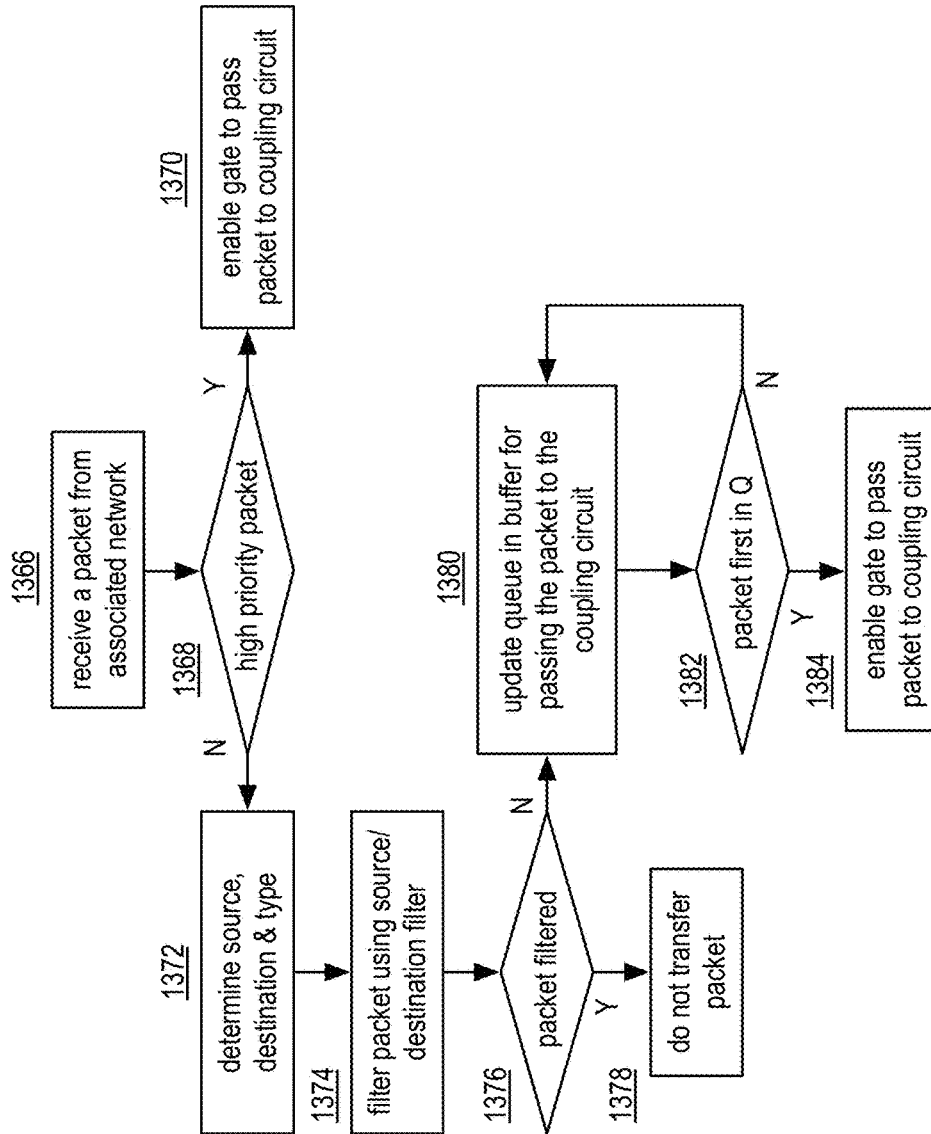 1366
receive a packet from
associated network
1368
high priority packet
Y
N
1370
enable gate to pass
packet to coupling circuit
1372
determine source,
destination & type
1374
filter packet using source/
destination filter
1376
packet filtered
N
Y
1378
do not transfer
packet
1380
update queue in buffer for
passing the packet to the
coupling circuit
1382
packet first in Q
N
Y
1384
enable gate to pass
packet to coupling circuit